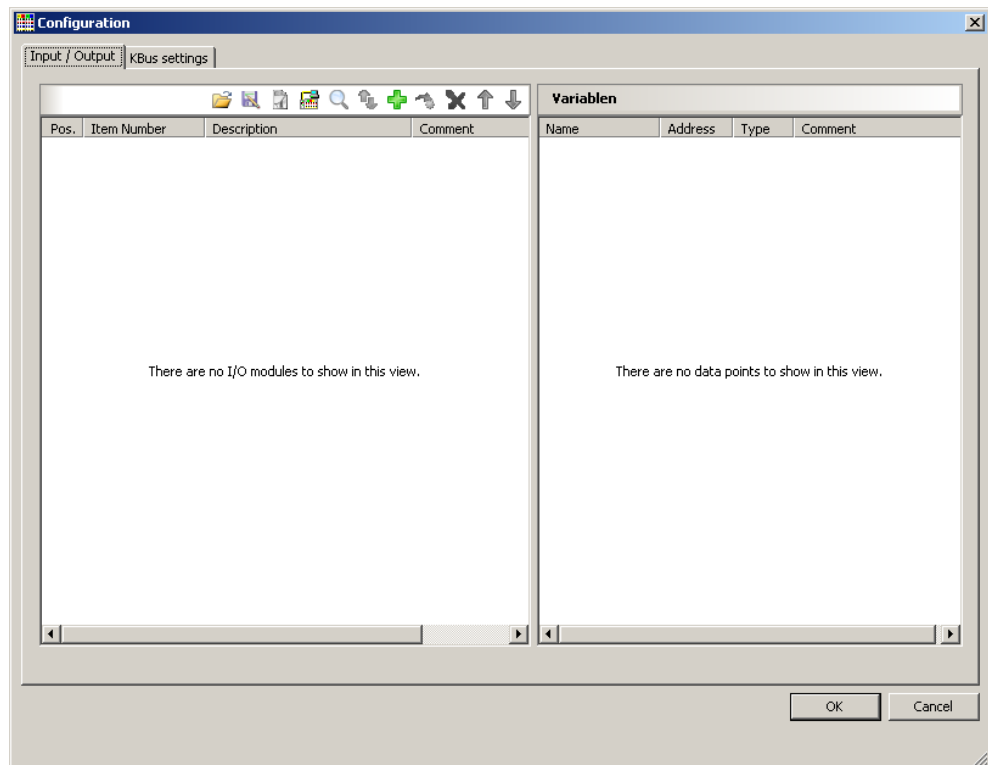 Configuration
Input / Output KBus settings
Variablen
Pos. Item Number Description Comment
Name Address Type Comment
There are no I/O modules to show in this view.
There are no data points to show in this view.
OK Cancel